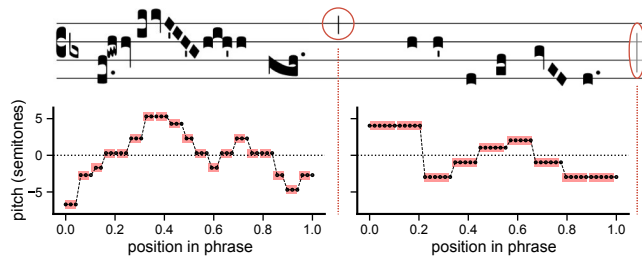 pitch (semitones)
5
0
−5
0.0 0.2 0.4 0.6 0.8 1.0
position in phrase
0.0 0.2 0.4 0.6 0.8 1.0
position in phrase